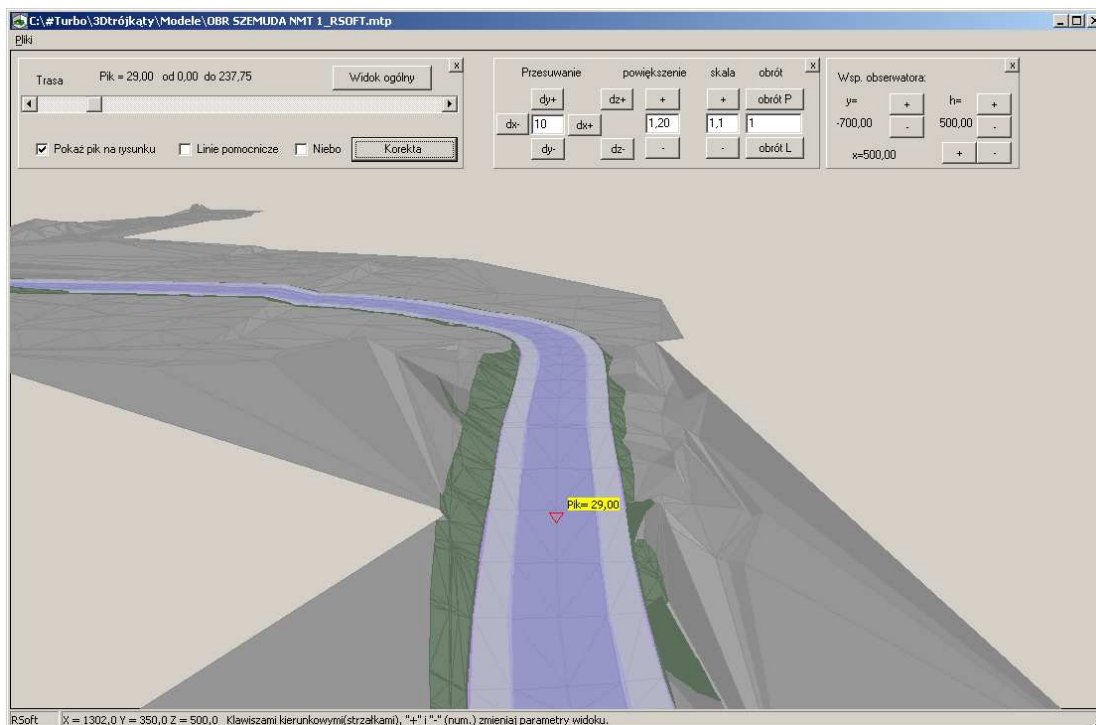 C:\#Turbo\3Dtrójkąty\Modele\OBR SZEMUDA NMT 1_RSOFT.mtp
Pliki
Trasa Pik = 29,00 od 0,00 do 237,75 Widok ogólny x
Pokaż pik na rysunku Linie pomocnicze Niebo Korekta
Przesuwanie powiększenie skala obrót x
dy+ dz+ + + obrót P
dx- 10 dx+ 1,20 1,1 1
dy- dz- - - obrót L
Wsp. obserwatora: x
y= + h= +
-700,00 - 500,00 -
x=500,00 + -
Pik= 29,00
RSoft X = 1302,0 Y = 350,0 Z = 500,0 Klawiszami kierunkowymi(strzałkami), "+" i "-" (num.) zmieniaj parametry widoku.